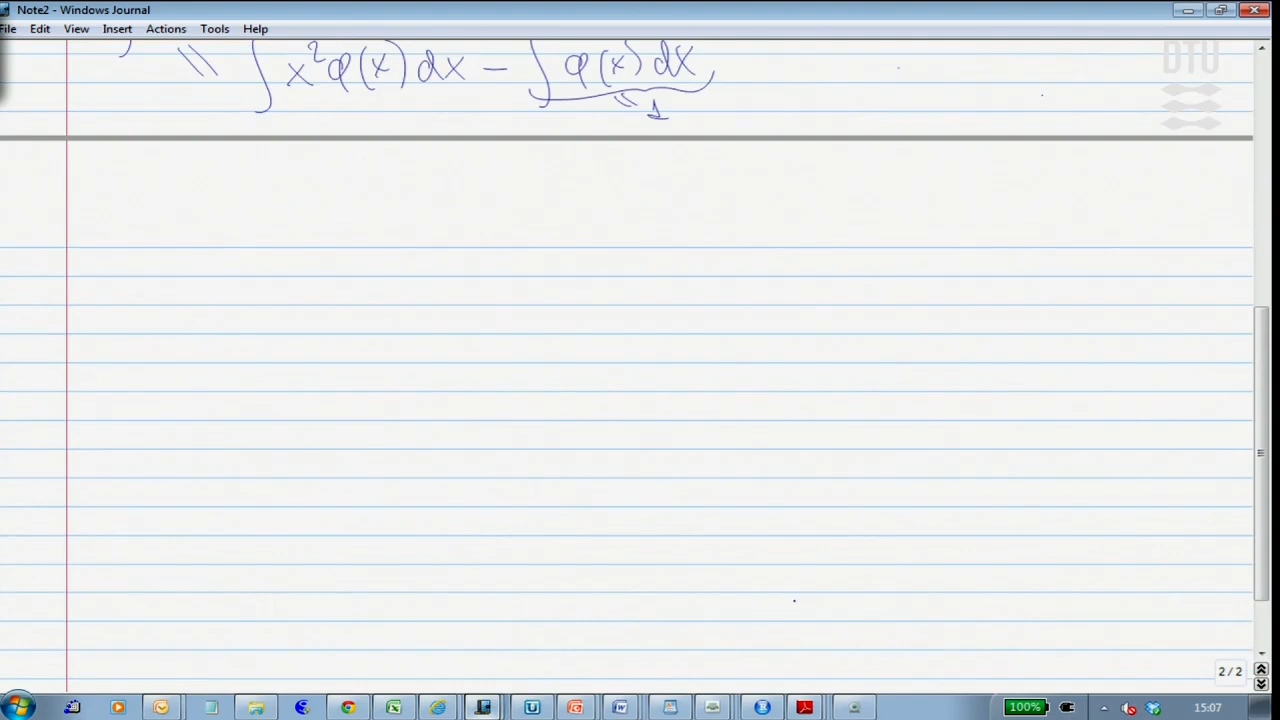 Note2 - Windows Journal
File Edit View Insert Actions Tools Help
∫ x²φ(x)dx - ∫ φ(x)dx
1
DTU
2 / 2
100% 15:07